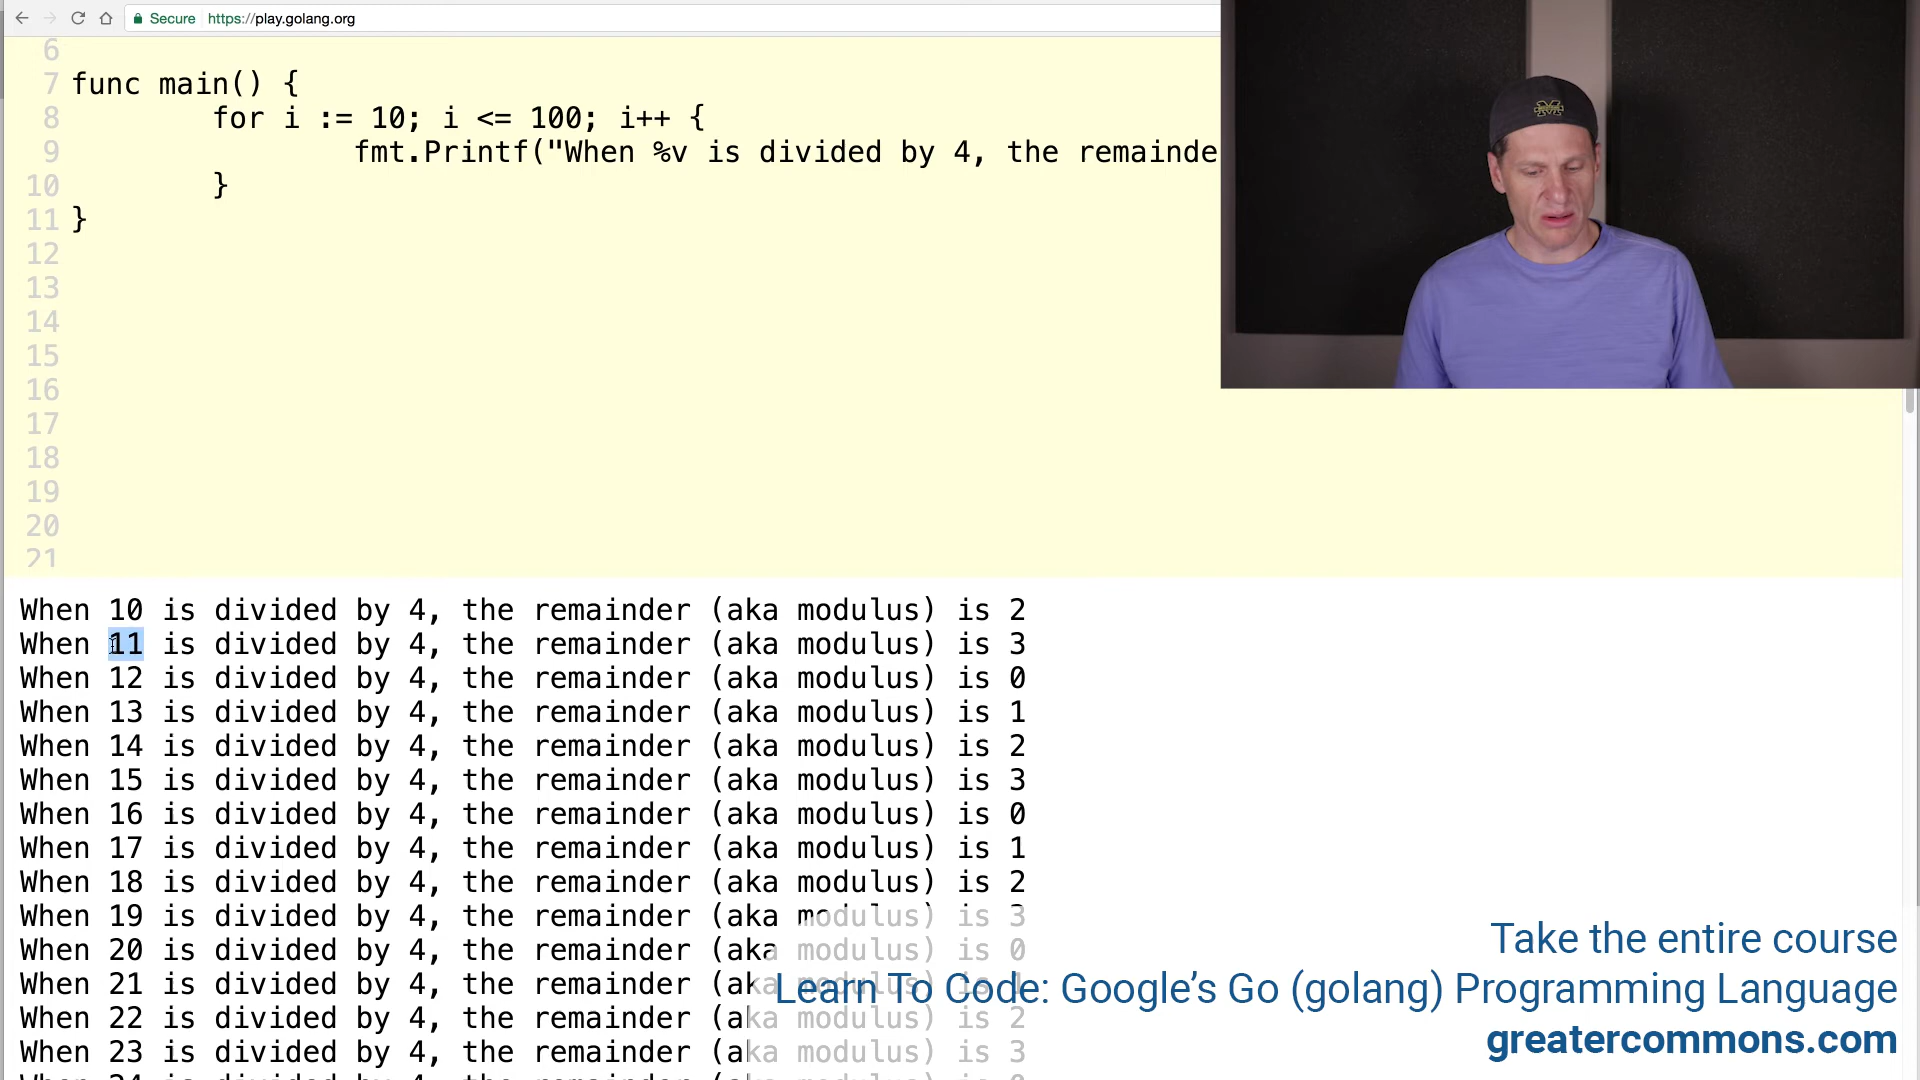 Secure https://play.golang.org
6
7 func main() {
8 for i := 10; i <= 100; i++ {
9 fmt.Printf("When %v is divided by 4, the remainde
10 }
11 }
12
13
14
15
16
17
18
19
20
21
When 10 is divided by 4, the remainder (aka modulus) is 2
When 11 is divided by 4, the remainder (aka modulus) is 3
When 12 is divided by 4, the remainder (aka modulus) is 0
When 13 is divided by 4, the remainder (aka modulus) is 1
When 14 is divided by 4, the remainder (aka modulus) is 2
When 15 is divided by 4, the remainder (aka modulus) is 3
When 16 is divided by 4, the remainder (aka modulus) is 0
When 17 is divided by 4, the remainder (aka modulus) is 1
When 18 is divided by 4, the remainder (aka modulus) is 2
When 19 is divided by 4, the remainder (aka modulus) is 3
When 20 is divided by 4, the remainder (aka modulus) is 0
When 21 is divided by 4, the remainder (aka
When 22 is divided by 4, the remainder (aka modulus) is 2
When 23 is divided by 4, the remainder (aka modulus) is 3
Take the entire course
Learn To Code: Google’s Go (golang) Programming Language
greatercommons.com